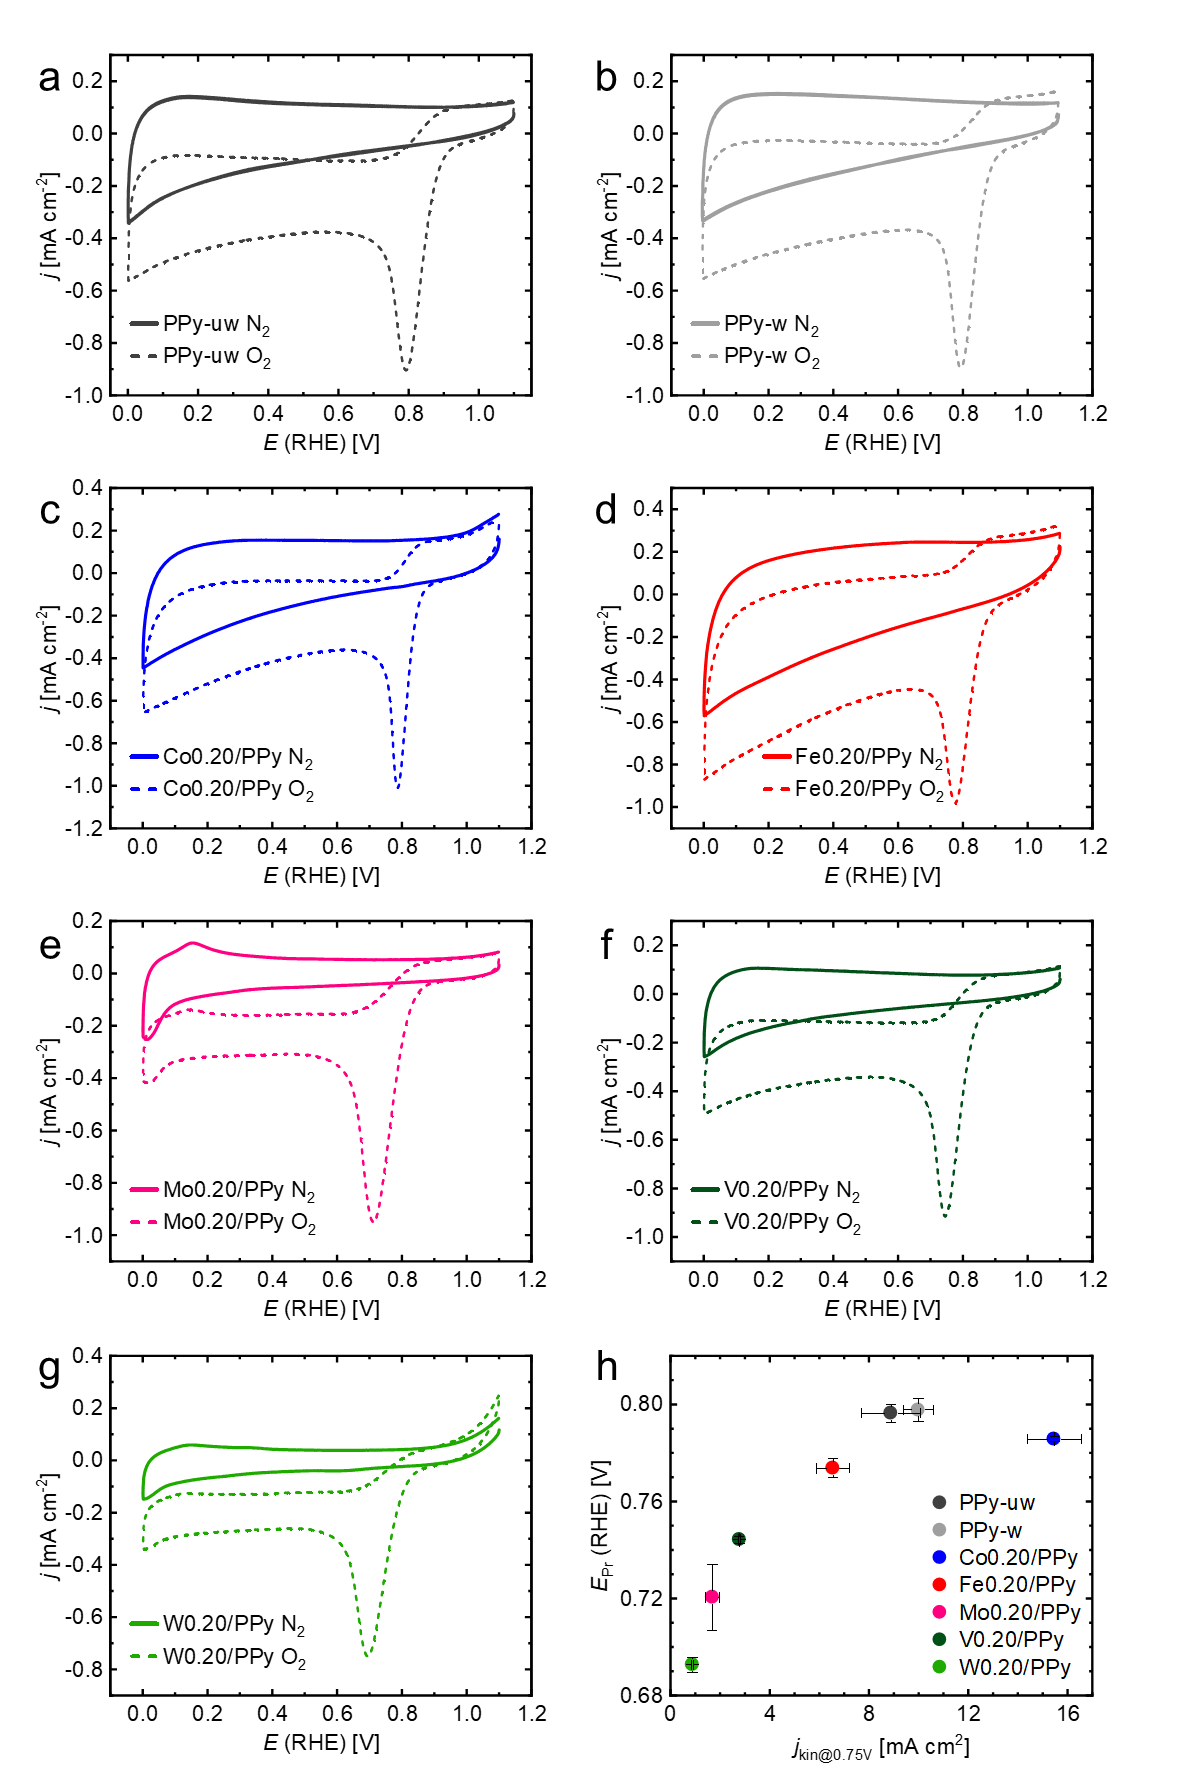 a
0.2
0.0
-0.2
-0.4
-0.6
-0.8
-1.0
j [mA cm-2]
PPy-uw N2
PPy-uw O2
0.0 0.2 0.4 0.6 0.8 1.0
E (RHE) [V]
b
0.2
0.0
-0.2
-0.4
-0.6
-0.8
-1.0
j [mA cm-2]
PPy-w N2
PPy-w O2
0.0 0.2 0.4 0.6 0.8 1.0 1.2
E (RHE) [V]
c
0.4
0.2
0.0
-0.2
-0.4
-0.6
-0.8
-1.0
-1.2
j [mA cm-2]
Co0.20/PPy N2
Co0.20/PPy O2
0.0 0.2 0.4 0.6 0.8 1.0 1.2
E (RHE) [V]
d
0.4
0.2
0.0
-0.2
-0.4
-0.6
-0.8
-1.0
j [mA cm-2]
Fe0.20/PPy N2
Fe0.20/PPy O2
0.0 0.2 0.4 0.6 0.8 1.0 1.2
E (RHE) [V]
e
0.2
0.0
-0.2
-0.4
-0.6
-0.8
-1.0
j [mA cm-2]
Mo0.20/PPy N2
Mo0.20/PPy O2
0.0 0.2 0.4 0.6 0.8 1.0 1.2
E (RHE) [V]
f
0.2
0.0
-0.2
-0.4
-0.6
-0.8
-1.0
j [mA cm-2]
V0.20/PPy N2
V0.20/PPy O2
0.0 0.2 0.4 0.6 0.8 1.0 1.2
E (RHE) [V]
g
0.4
0.2
0.0
-0.2
-0.4
-0.6
-0.8
j [mA cm-2]
W0.20/PPy N2
W0.20/PPy O2
0.0 0.2 0.4 0.6 0.8 1.0 1.2
E (RHE) [V]
h
0.80
0.76
0.72
0.68
EPr (RHE) [V]
PPy-uw
PPy-w
Co0.20/PPy
Fe0.20/PPy
Mo0.20/PPy
V0.20/PPy
W0.20/PPy
0 4 8 12 16
jkin@0.75V [mA cm2]